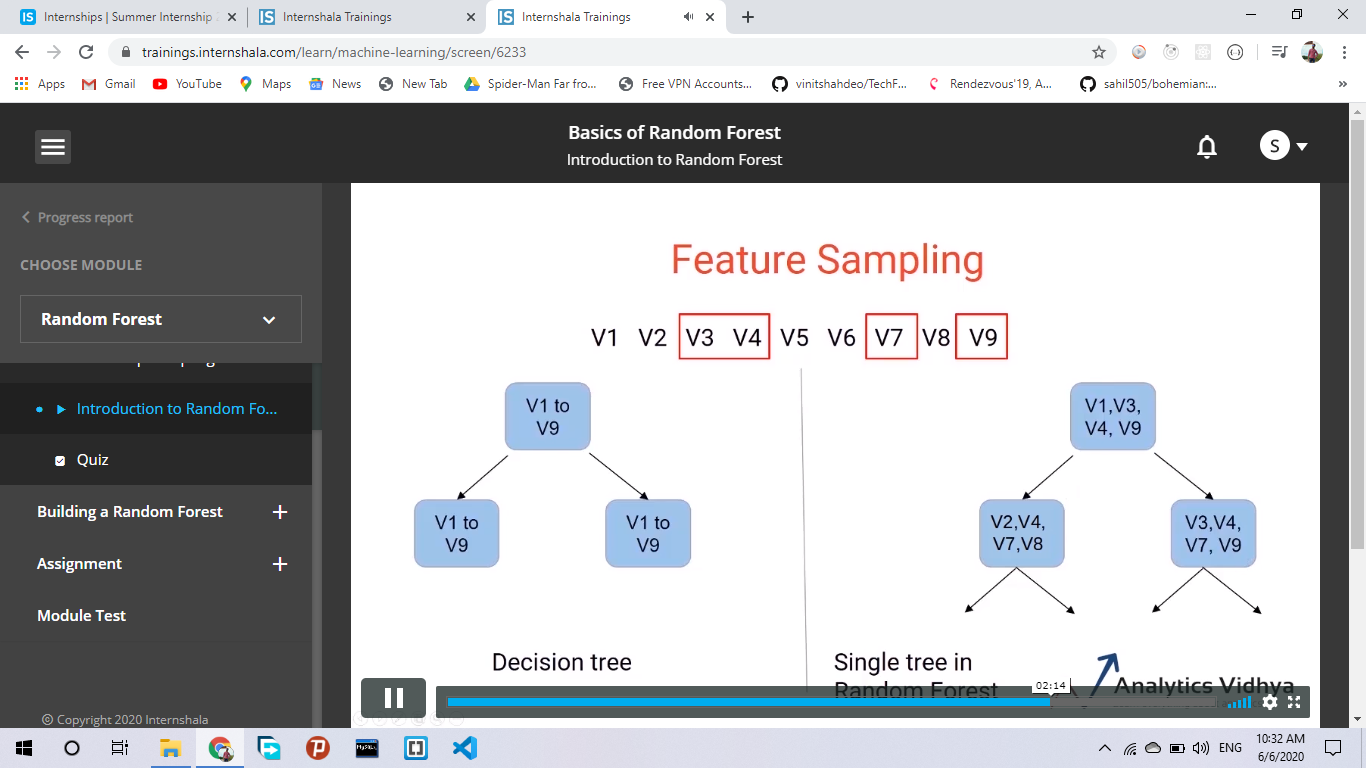 Internships | Summer Internship
Internshala Trainings
Internshala Trainings
trainings.internshala.com/learn/machine-learning/screen/6233
Apps
Gmail
YouTube
Maps
News
New Tab
Spider-Man Far fro...
Free VPN Accounts...
vinitshahdeo/TechF...
Rendezvous'19, A...
sahil505/bohemian:...
»
Basics of Random Forest
Introduction to Random Forest
S
Progress report
CHOOSE MODULE
Random Forest
Introduction to Random Fo...
Quiz
Building a Random Forest
Assignment
Module Test
© Copyright 2020 Internshala
Feature Sampling
V1 V2 V3 V4 V5 V6 V7 V8 V9
V1 to
V9
V1 to
V9
V1 to
V9
Decision tree
V1,V3,
V4, V9
V2,V4,
V7,V8
V3,V4,
V7, V9
Single tree in
Random Forest
Analytics Vidhya
02:14
MySQL
ENG
10:32 AM
6/6/2020